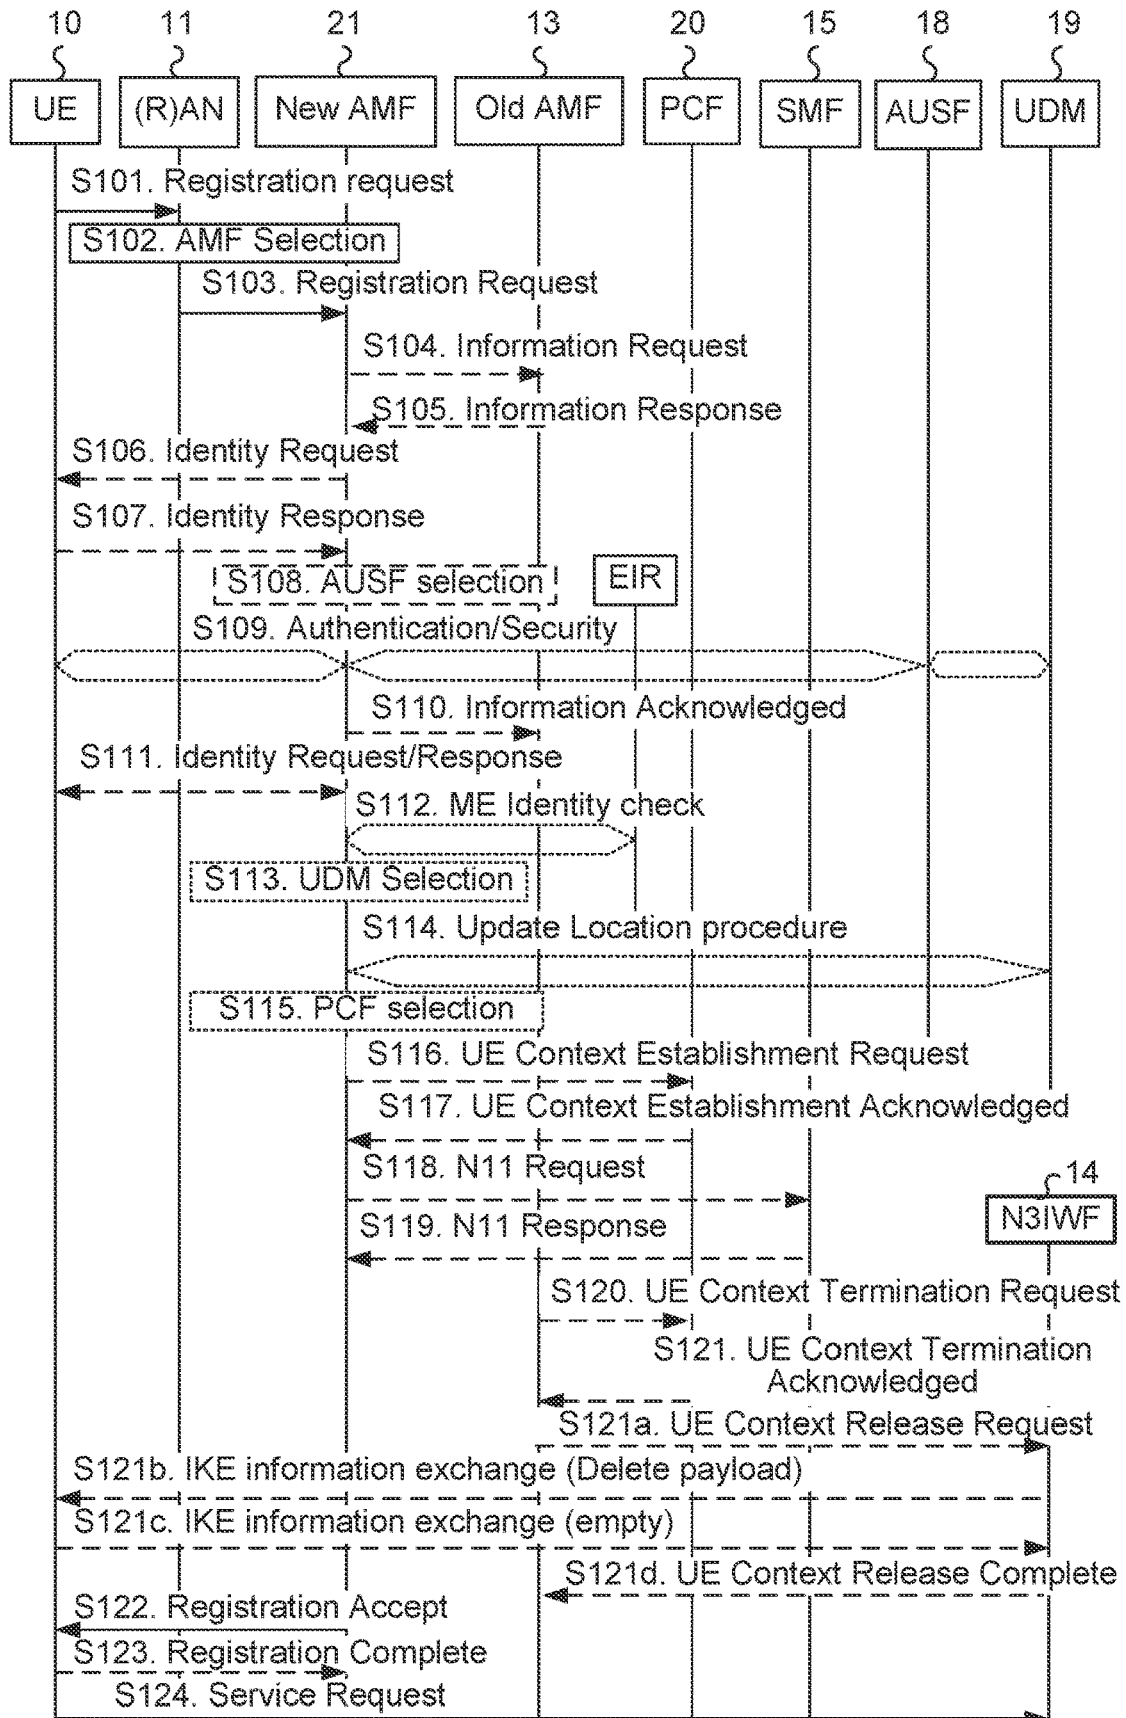 10 11 21 13 20 15 18 19
UE (R)AN New AMF Old AMF PCF SMF AUSF UDM
S101. Registration request
S102. AMF Selection
S103. Registration Request
S104. Information Request
S105. Information Response
S106. Identity Request
S107. Identity Response
S108. AUSF selection
EIR
S109. Authentication/Security
S110. Information Acknowledged
S111. Identity Request/Response
S112. ME Identity check
S113. UDM Selection
S114. Update Location procedure
S115. PCF selection
S116. UE Context Establishment Request
S117. UE Context Establishment Acknowledged
S118. N11 Request
14
N3IWF
S119. N11 Response
S120. UE Context Termination Request
S121. UE Context Termination
Acknowledged
S121a. UE Context Release Request
S121b. IKE information exchange (Delete payload)
S121c. IKE information exchange (empty)
S121d. UE Context Release Complete
S122. Registration Accept
S123. Registration Complete
S124. Service Request